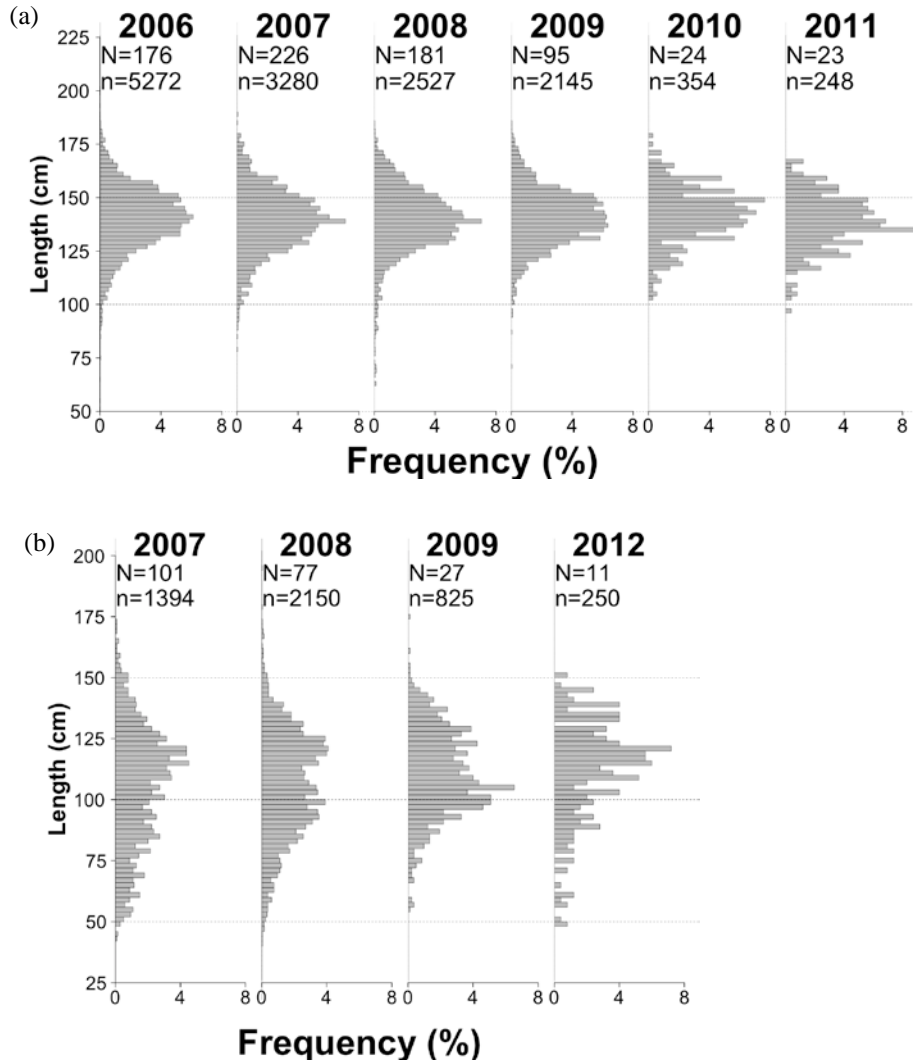 (a)
2006 2007 2008 2009 2010 2011
N=176 N=226 N=181 N=95 N=24 N=23
n=5272 n=3280 n=2527 n=2145 n=354 n=248
225
200
175
150
125
100
75
50
Length (cm)
0 4 8 0 4 8 0 4 8 0 4 8 0 4 8 0 4 8
Frequency (%)
(b)
2007 2008 2009 2012
N=101 N=77 N=27 N=11
n=1394 n=2150 n=825 n=250
200
175
150
125
100
75
50
25
Length (cm)
0 4 8 0 4 8 0 4 8 0 4 8
Frequency (%)